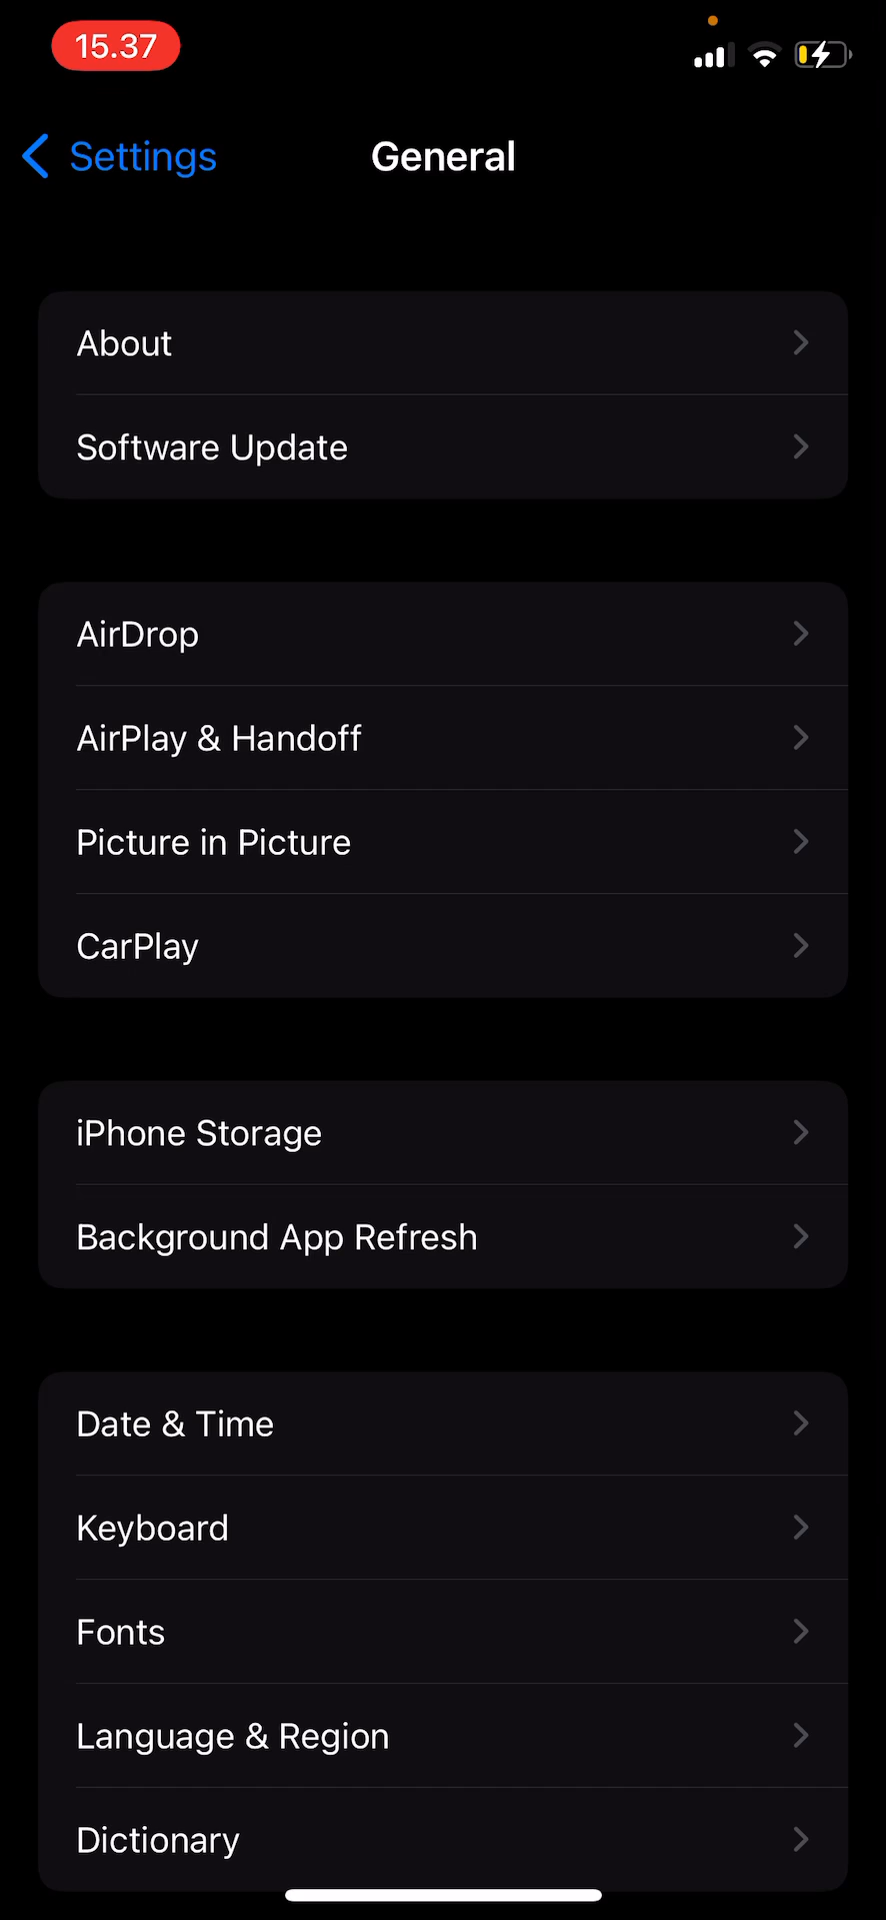 15.37
Settings
General
About
Software Update
AirDrop
AirPlay & Handoff
Picture in Picture
CarPlay
iPhone Storage
Background App Refresh
Date & Time
Keyboard
Fonts
Language & Region
Dictionary